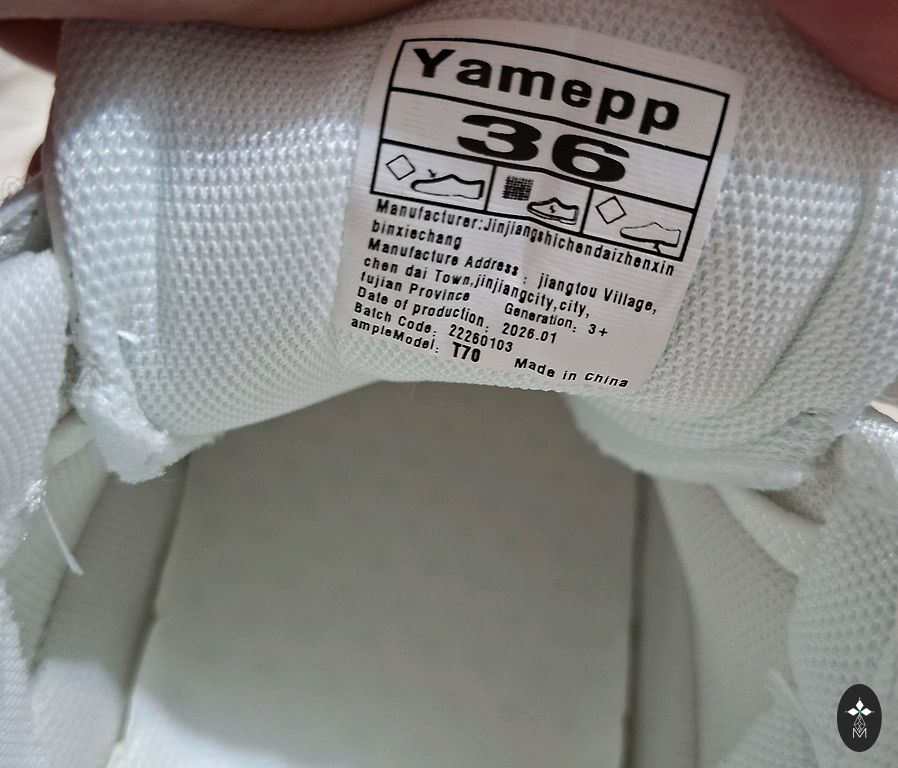 Yamepp
36
Manufacturer:Jinjiangshichendaizhenxin
binxiechang
Manufacture Address: jiangtou Village,
chen dai Town,jinjiangcity,city,
fujian Province Generation: 3+
Date of production: 2026.01
Batch Code: 22260103
ampleModel: T70 Made in China
M